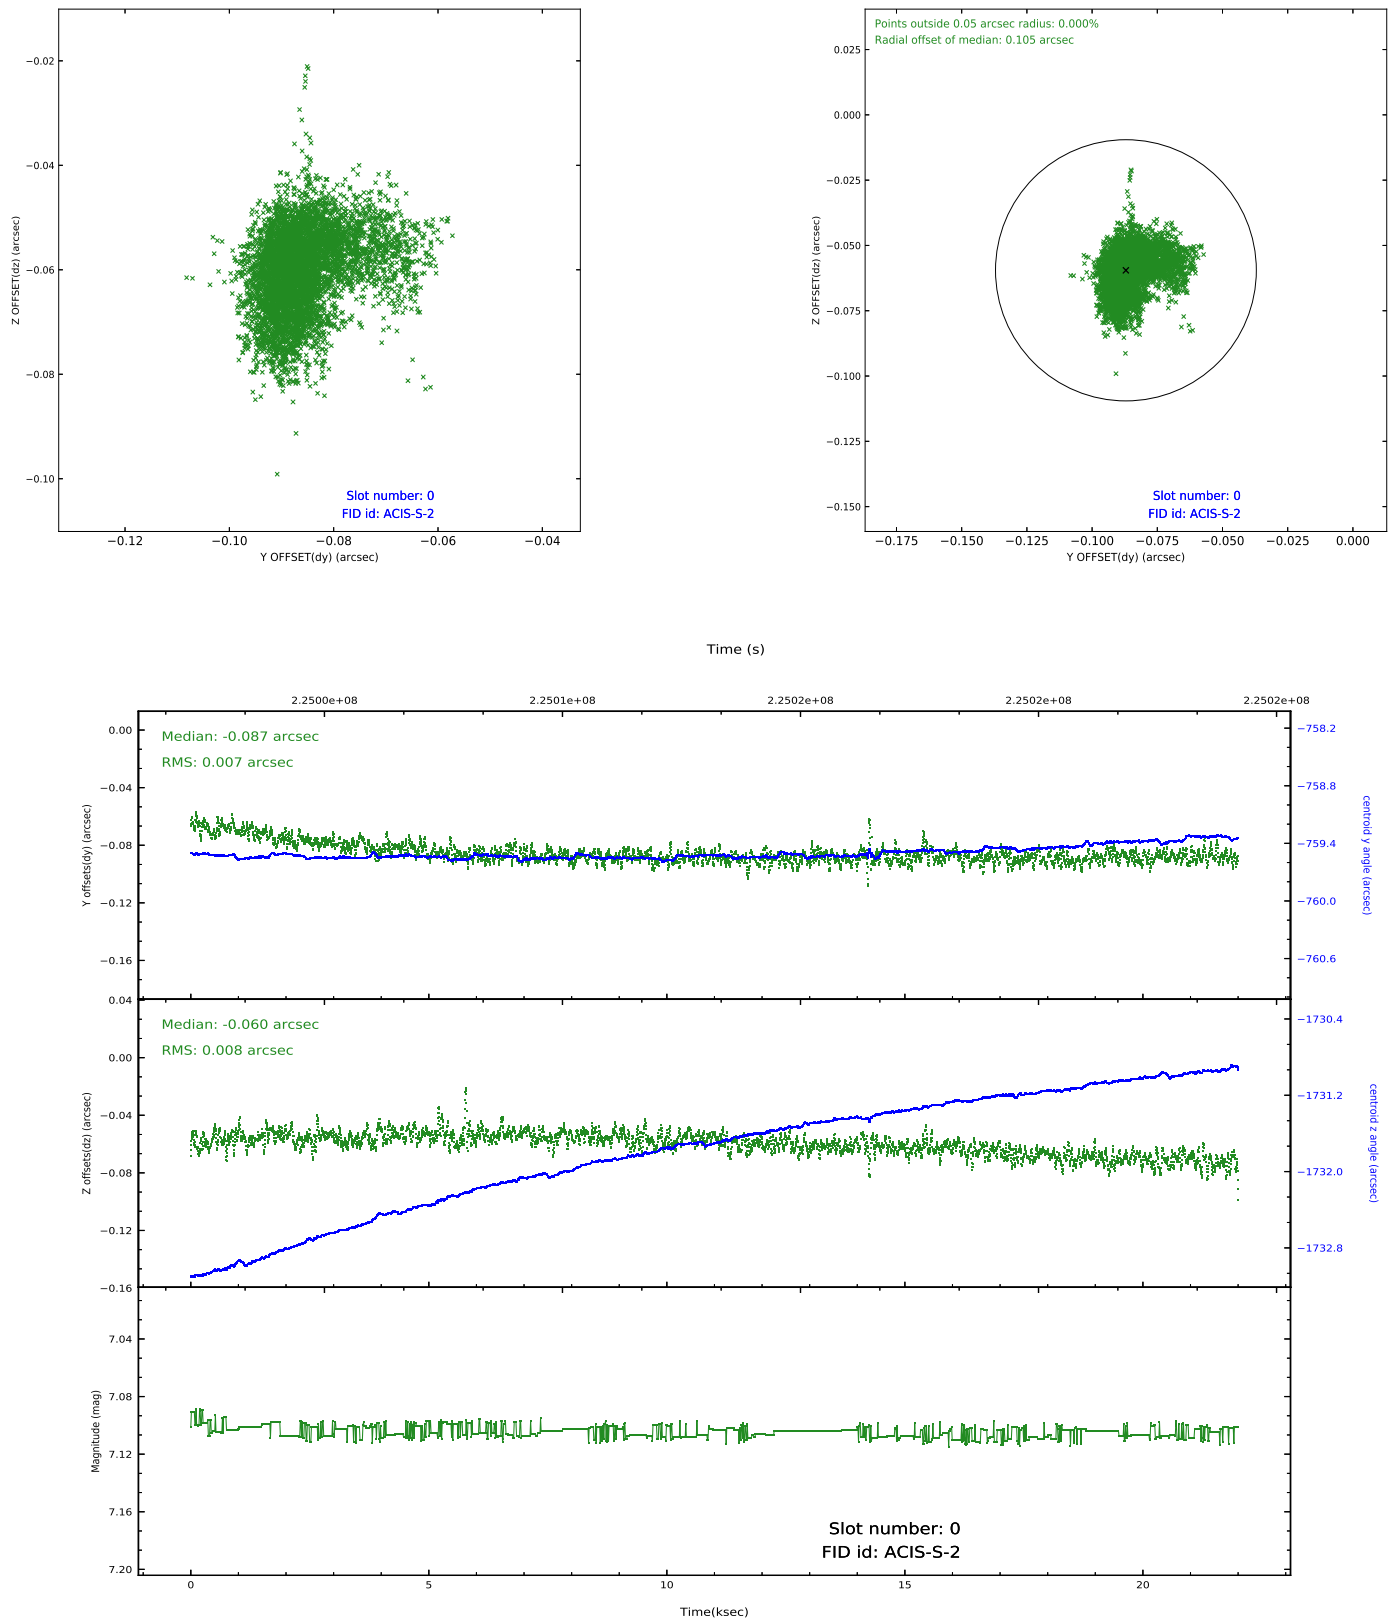 −0.02
−0.04
−0.06
−0.08
−0.10
Z OFFSET(dz) (arcsec)
Slot number: 0
FID id: ACIS-S-2
−0.12 −0.10 −0.08 −0.06 −0.04
Y OFFSET(dy) (arcsec)
Points outside 0.05 arcsec radius: 0.000%
Radial offset of median: 0.105 arcsec
0.025
0.000
−0.025
−0.050
−0.075
−0.100
−0.125
−0.150
Z OFFSET(dz) (arcsec)
Slot number: 0
FID id: ACIS-S-2
−0.175 −0.150 −0.125 −0.100 −0.075 −0.050 −0.025 0.000
Y OFFSET(dy) (arcsec)
Time (s)
2.2500e+08 2.2501e+08 2.2502e+08 2.2502e+08 2.2502e+08
Median: -0.087 arcsec
RMS: 0.007 arcsec
0.00
−0.04
−0.08
−0.12
−0.16
Y offsets(dy) (arcsec)
−758.2
−758.8
−759.4
−760.0
−760.6
centroid y angle (arcsec)
Median: -0.060 arcsec
RMS: 0.008 arcsec
0.04
0.00
−0.04
−0.08
−0.12
−0.16
Z offsets(dz) (arcsec)
−1730.4
−1731.2
−1732.0
−1732.8
centroid z angle (arcsec)
7.04
7.08
7.12
7.16
7.20
Magnitude (mag)
Slot number: 0
FID id: ACIS-S-2
0 5 10 15 20
Time(ksec)